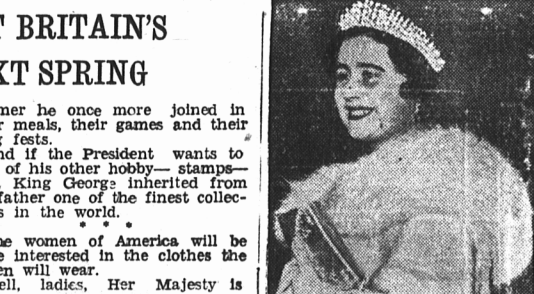 T BRITAIN'S
XT SPRING
mer he once more joined in
r meals, their games and their
g fests.
nd if the President wants to
of his other hobby— stamps—
King George inherited from
father one of the finest collec-
s in the world.
* * *
he women of America will be
e interested in the clothes the
en will wear.
ell, ladies, Her Majesty is